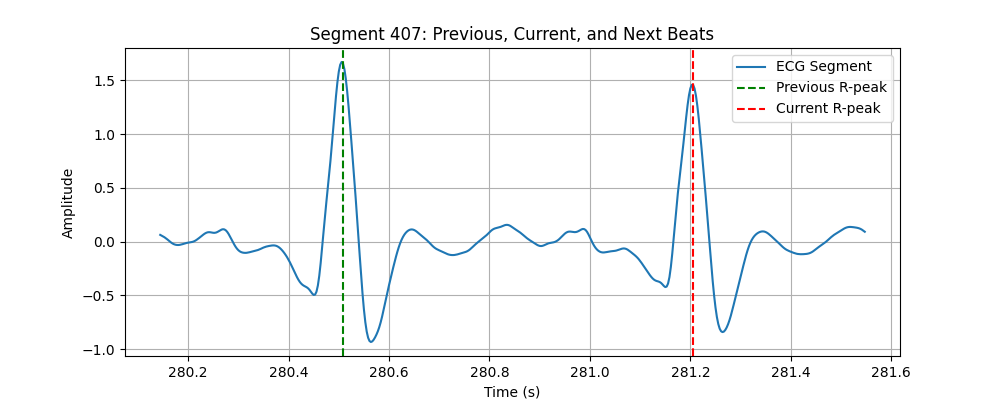 Segment 407: Previous, Current, and Next Beats
ECG Segment
Previous R-peak
Current R-peak
Amplitude
1.5
1.0
0.5
0.0
−0.5
−1.0
280.2 280.4 280.6 280.8 281.0 281.2 281.4 281.6
Time (s)